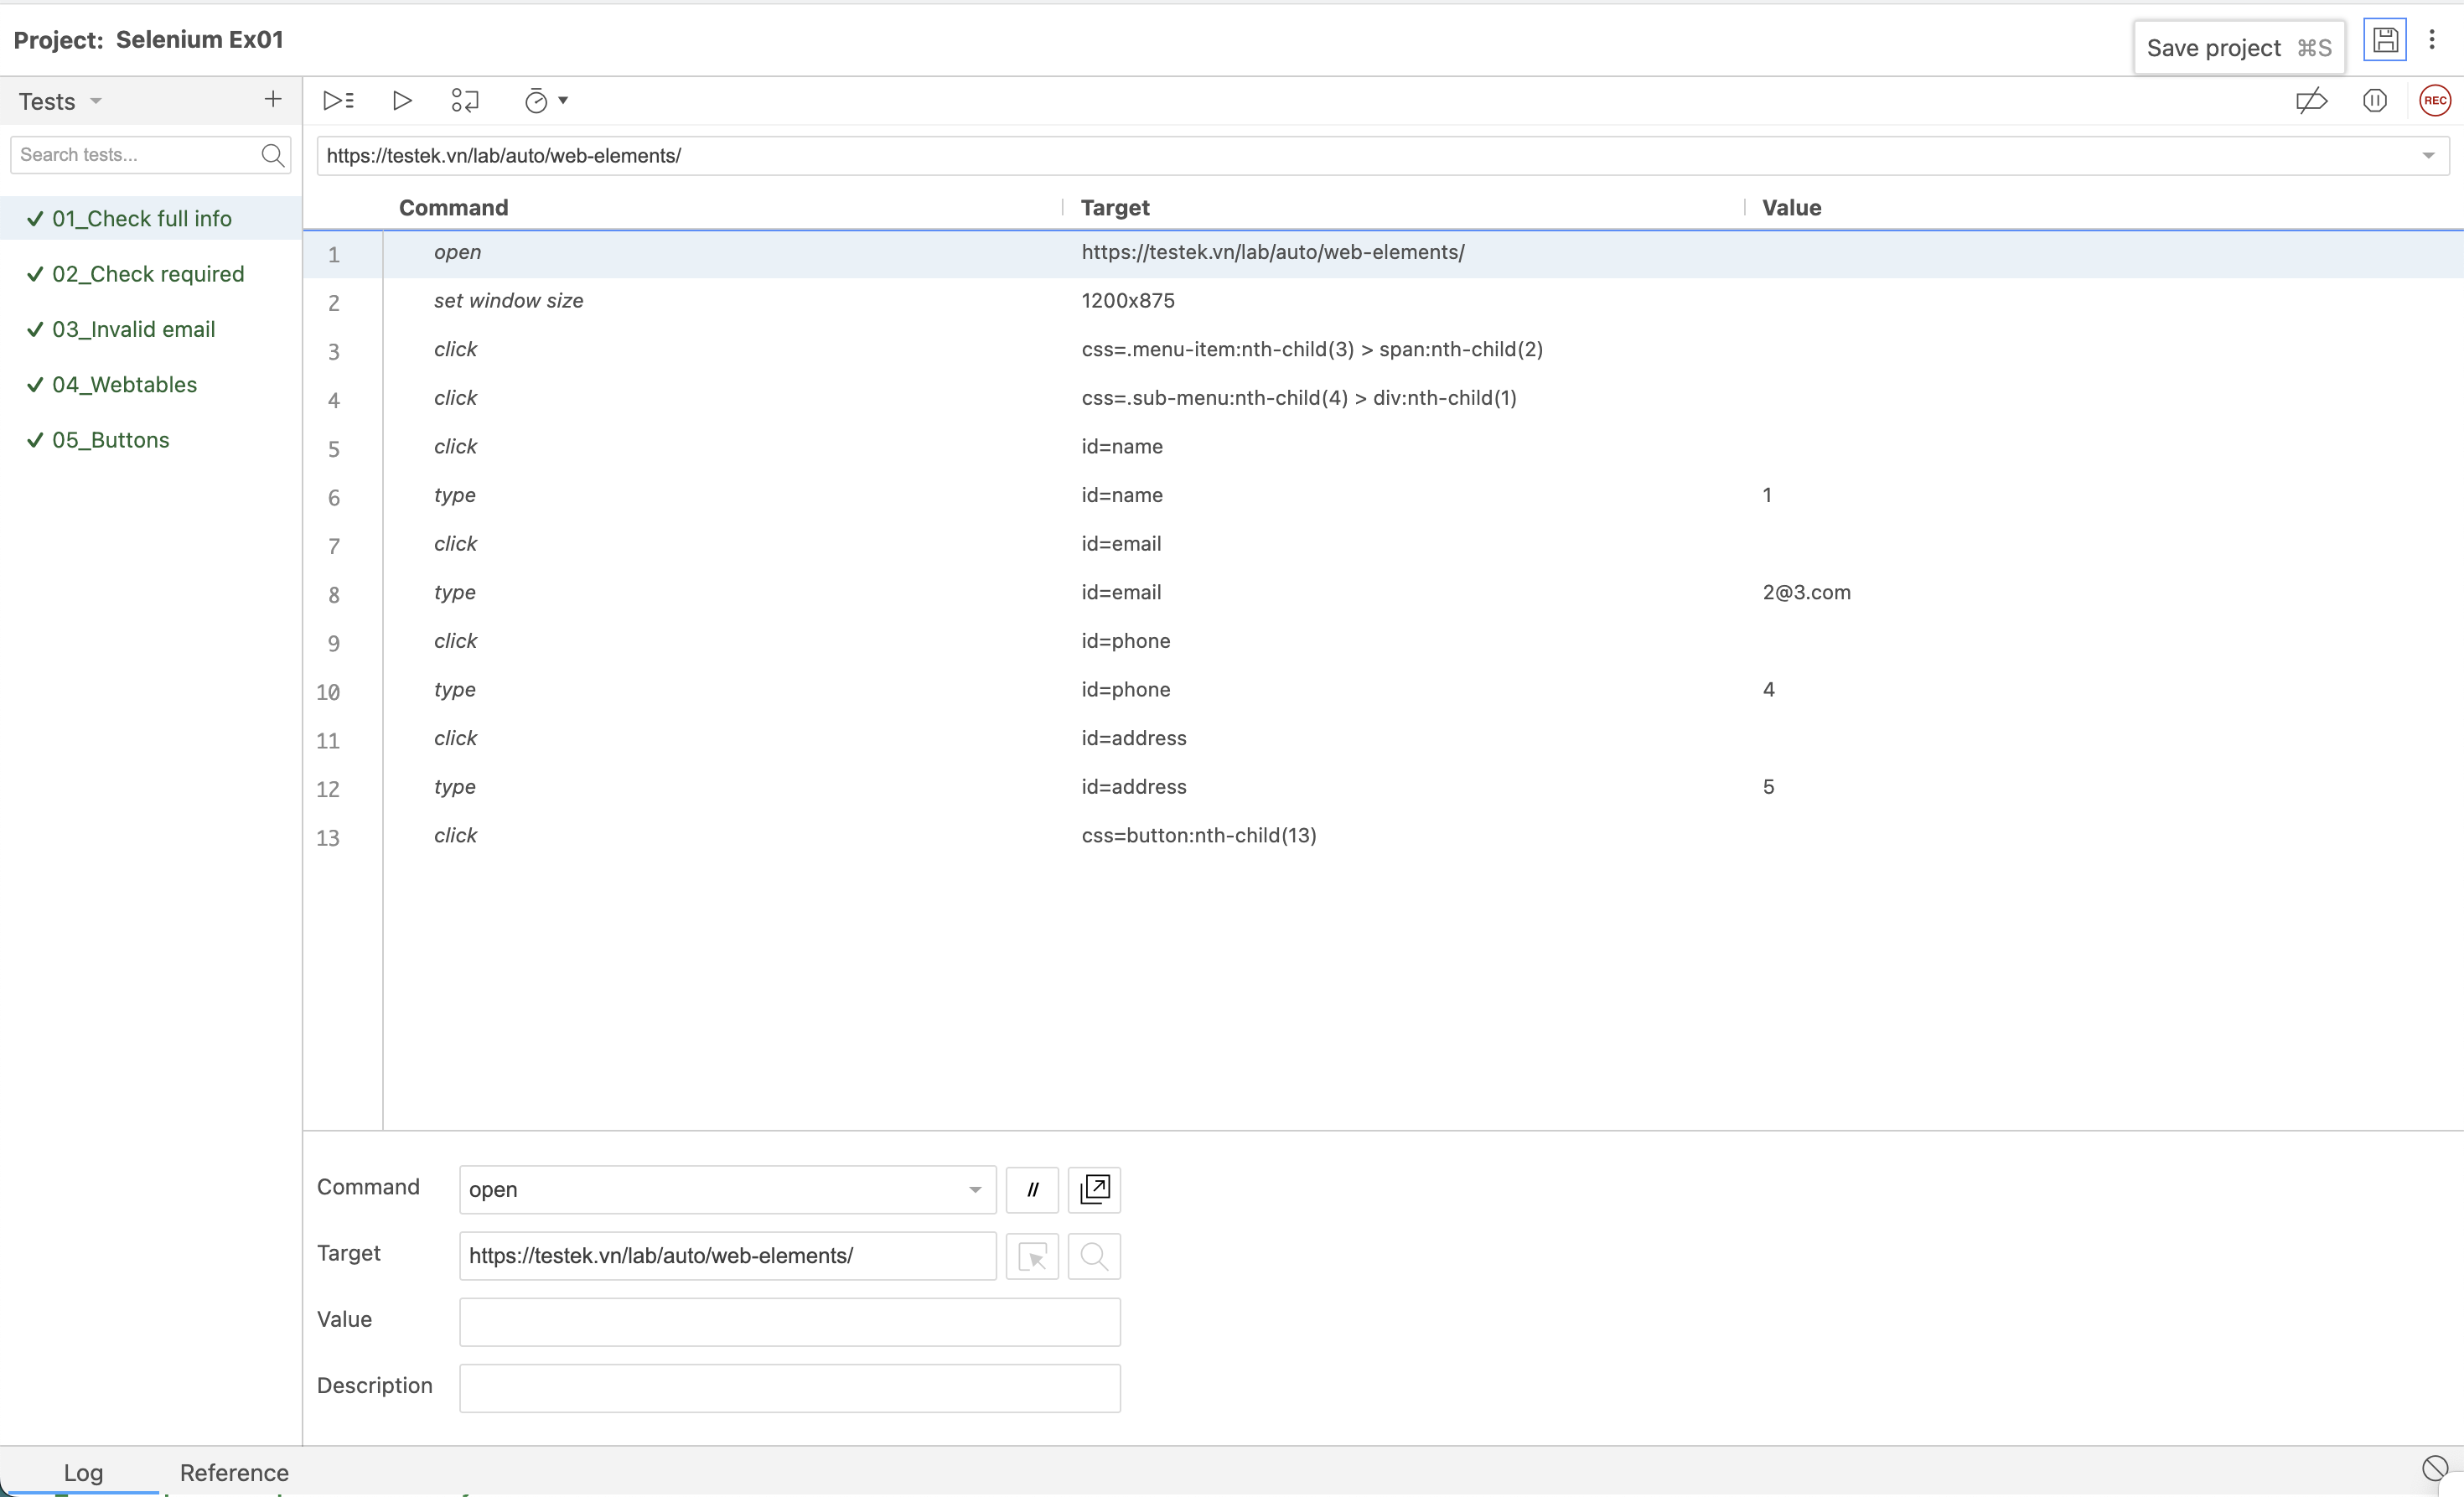 Project: Selenium Ex01
Save project ⌘S
Tests
REC
Search tests...
https://testek.vn/lab/auto/web-elements/
Command Target Value
01_Check full info
02_Check required
03_Invalid email
04_Webtables
05_Buttons
1 open https://testek.vn/lab/auto/web-elements/
2 set window size 1200x875
3 click css=.menu-item:nth-child(3) > span:nth-child(2)
4 click css=.sub-menu:nth-child(4) > div:nth-child(1)
5 click id=name
6 type id=name 1
7 click id=email
8 type id=email 2@3.com
9 click id=phone
10 type id=phone 4
11 click id=address
12 type id=address 5
13 click css=button:nth-child(13)
Command open //
Target https://testek.vn/lab/auto/web-elements/
Value
Description
Log Reference